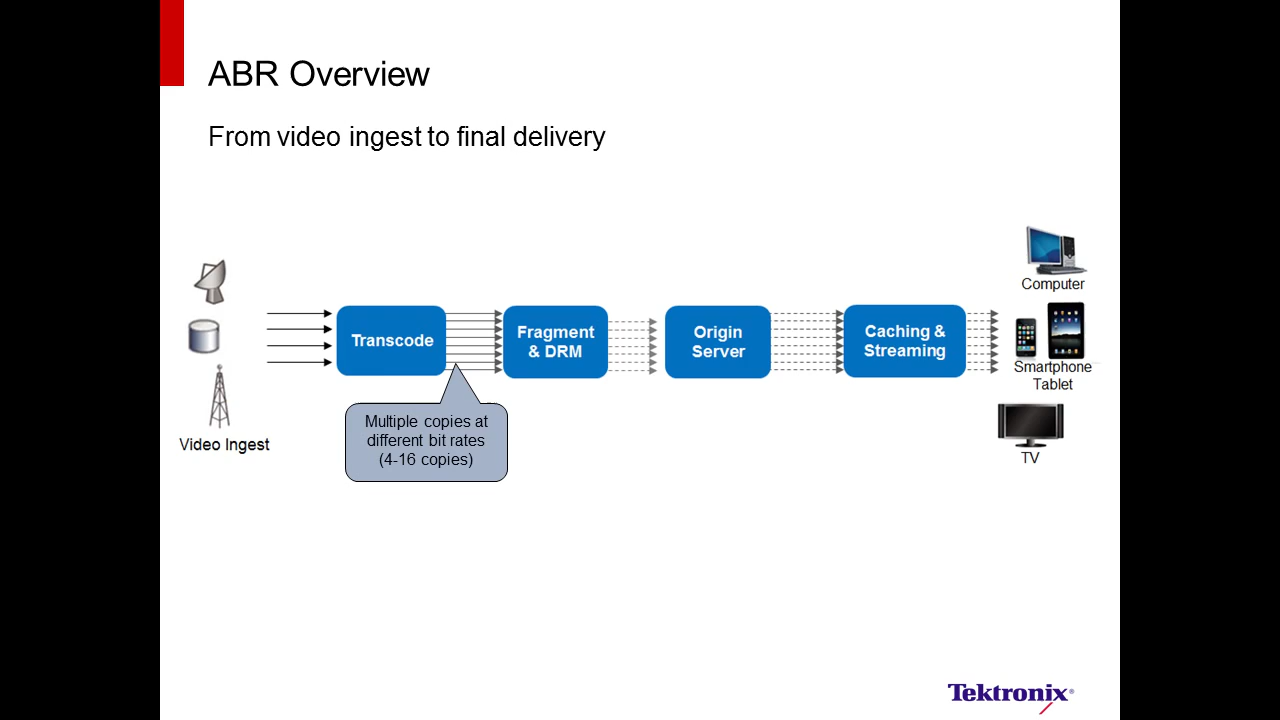 ABR Overview
From video ingest to final delivery
Video Ingest
Transcode
Multiple copies at
different bit rates
(4-16 copies)
Fragment
& DRM
Origin
Server
Caching &
Streaming
Computer
Smartphone
Tablet
TV
Tektronix®